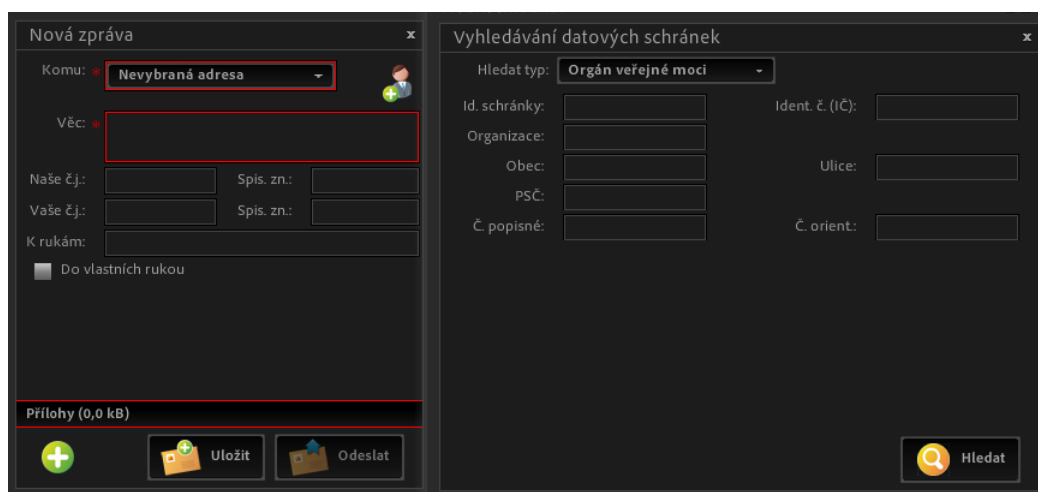 Nová zpráva x
Komu: * Nevybraná adresa
Věc: *
Naše č.j.: Spis. zn.:
Vaše č.j.: Spis. zn.:
K rukám:
Do vlastních rukou
Přílohy (0,0 kB)
Uložit Odeslat
Vyhledávání datových schránek x
Hledat typ: Orgán veřejné moci
Id. schránky: Ident. č. (IČ):
Organizace:
Obec: Ulice:
PSČ:
Č. popisné: Č. orient.:
Hledat